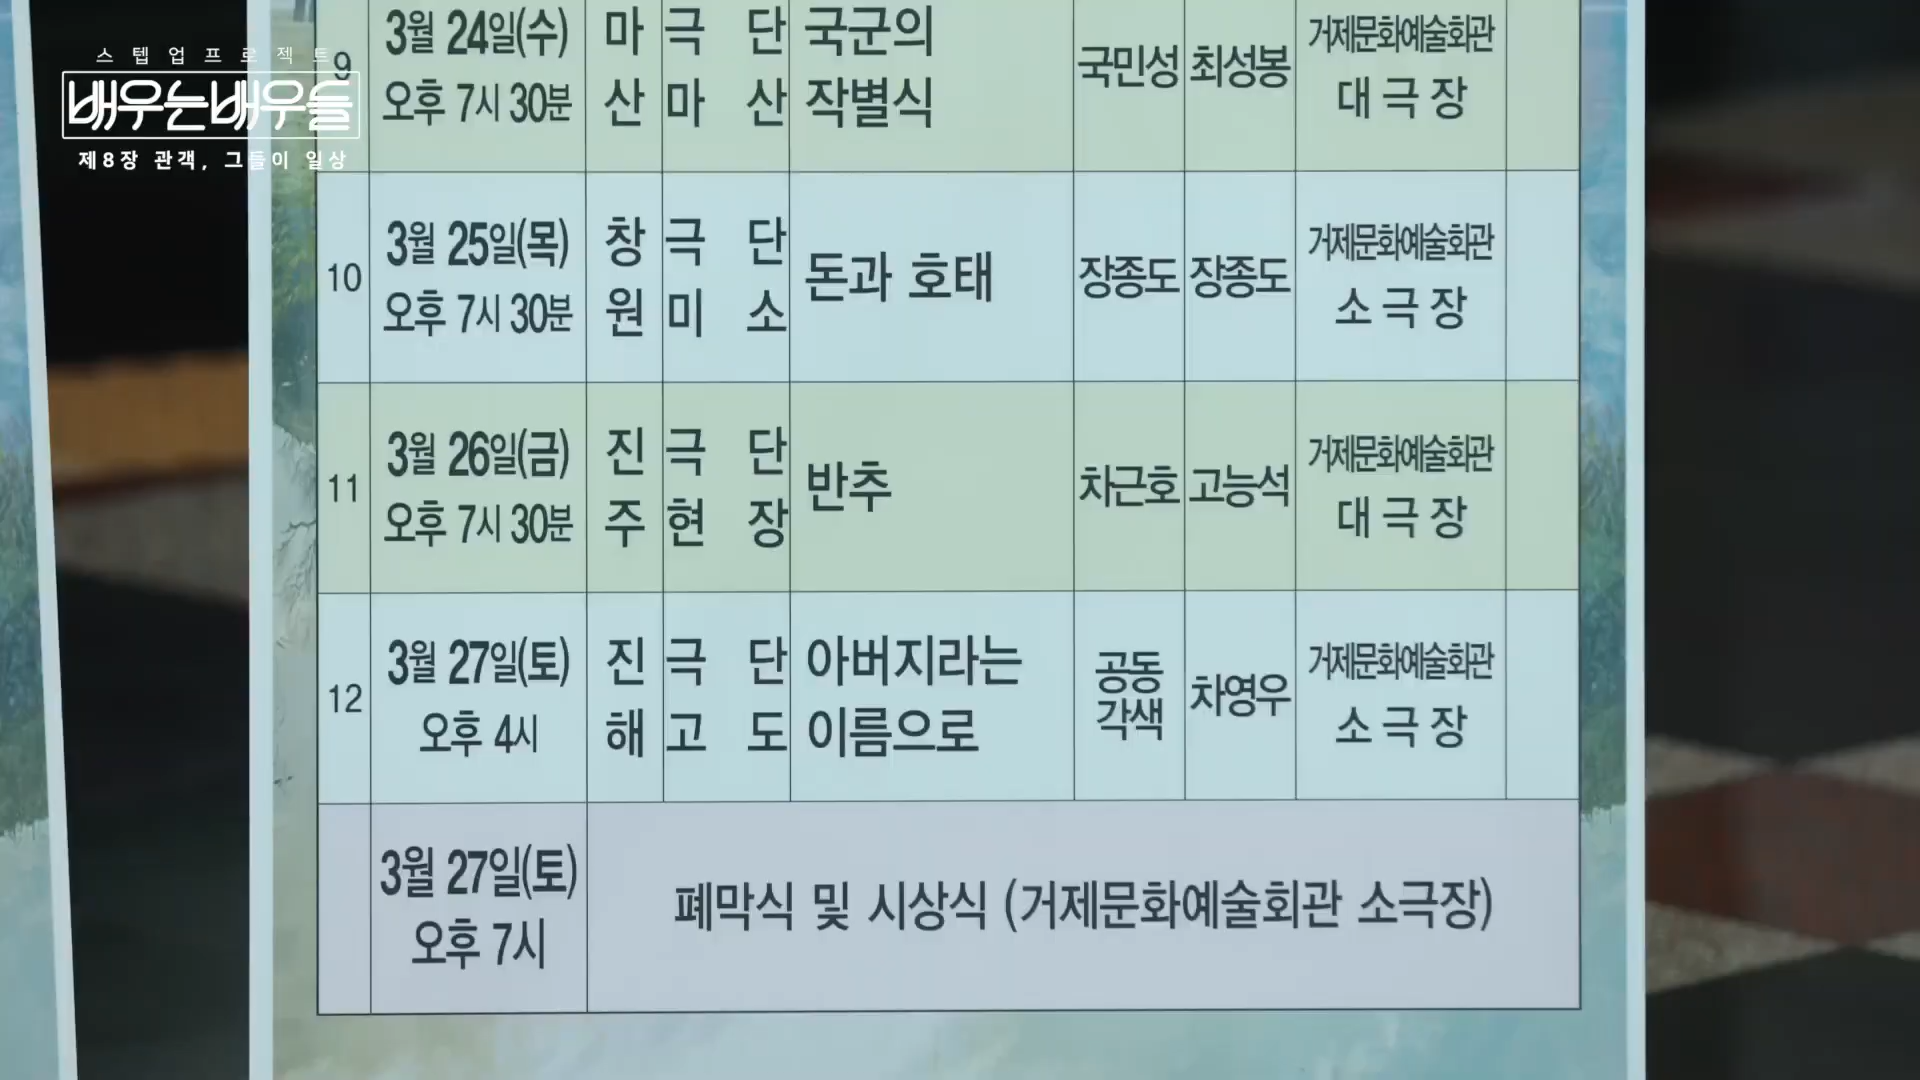 스텝업프로젝트
배우는배우들
제8장 관객, 그들이 일상
9
3월 24일(수)
오후 7시 30분
마산
극단
마산
국군의
작별식
국민성
최성봉
거제문화예술회관
대극장
10
3월 25일(목)
오후 7시 30분
창원
극단
미소
돈과 호태
장종도
장종도
거제문화예술회관
소극장
11
3월 26일(금)
오후 7시 30분
진주
극단
현장
반추
차근호
고능석
거제문화예술회관
대극장
12
3월 27일(토)
오후 4시
진해
극단
고도
아버지라는
이름으로
공동
각색
차영우
거제문화예술회관
소극장
3월 27일(토)
오후 7시
폐막식 및 시상식 (거제문화예술회관 소극장)